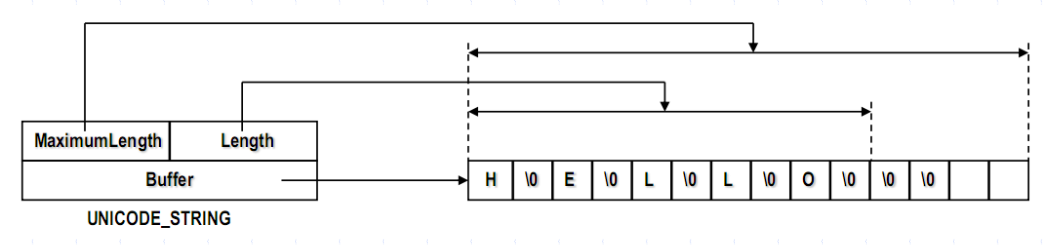 MaximumLength Length
Buffer H \0 E \0 L \0 L \0 O \0 \0 \0
UNICODE_STRING